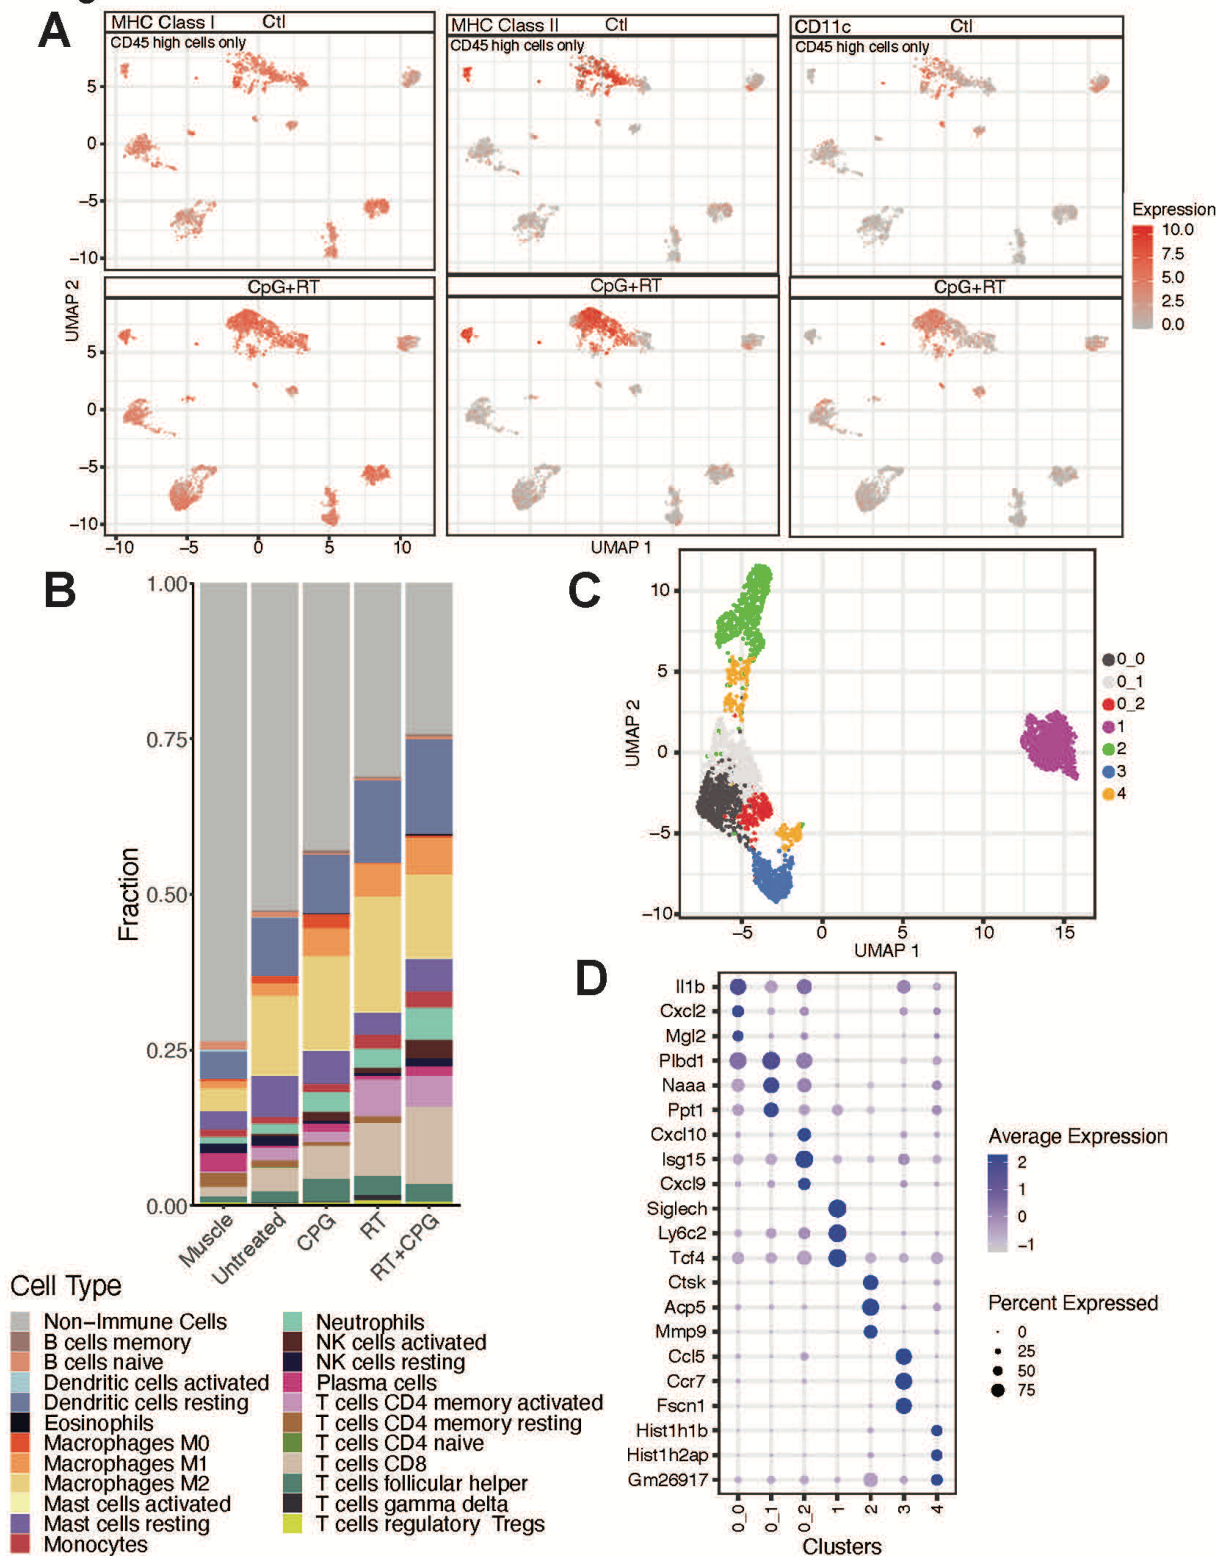 A
MHC Class I Ctl
MHC Class II Ctl
CD11c Ctl
CD45 high cells only
CD45 high cells only
CD45 high cells only
5
0
−5
−10
Expression
10.0
7.5
5.0
2.5
0.0
CpG+RT
CpG+RT
CpG+RT
UMAP 2
5
0
−5
−10
−10
−5
0
5
10
UMAP 1
B
1.00
0.75
0.50
0.25
0.00
Fraction
Muscle
Untreated
CPG
RT
RT+CPG
Cell Type
Non−Immune Cells
B cells memory
B cells naive
Dendritic cells activated
Dendritic cells resting
Eosinophils
Macrophages M0
Macrophages M1
Macrophages M2
Mast cells activated
Mast cells resting
Monocytes
Neutrophils
NK cells activated
NK cells resting
Plasma cells
T cells CD4 memory activated
T cells CD4 memory resting
T cells CD4 naive
T cells CD8
T cells follicular helper
T cells gamma delta
T cells regulatory Tregs
C
10
5
0
−5
−10
UMAP 2
−5
0
5
10
15
UMAP 1
0_0
0_1
0_2
1
2
3
4
D
Il1b
Cxcl2
Mgl2
Plbd1
Naaa
Ppt1
Cxcl10
Isg15
Cxcl9
Siglech
Ly6c2
Tcf4
Ctsk
Acp5
Mmp9
Ccl5
Ccr7
Fscn1
Hist1h1b
Hist1h2ap
Gm26917
0_0
0_1
0_2
1
2
3
4
Clusters
Average Expression
2
1
0
−1
Percent Expressed
0
25
50
75